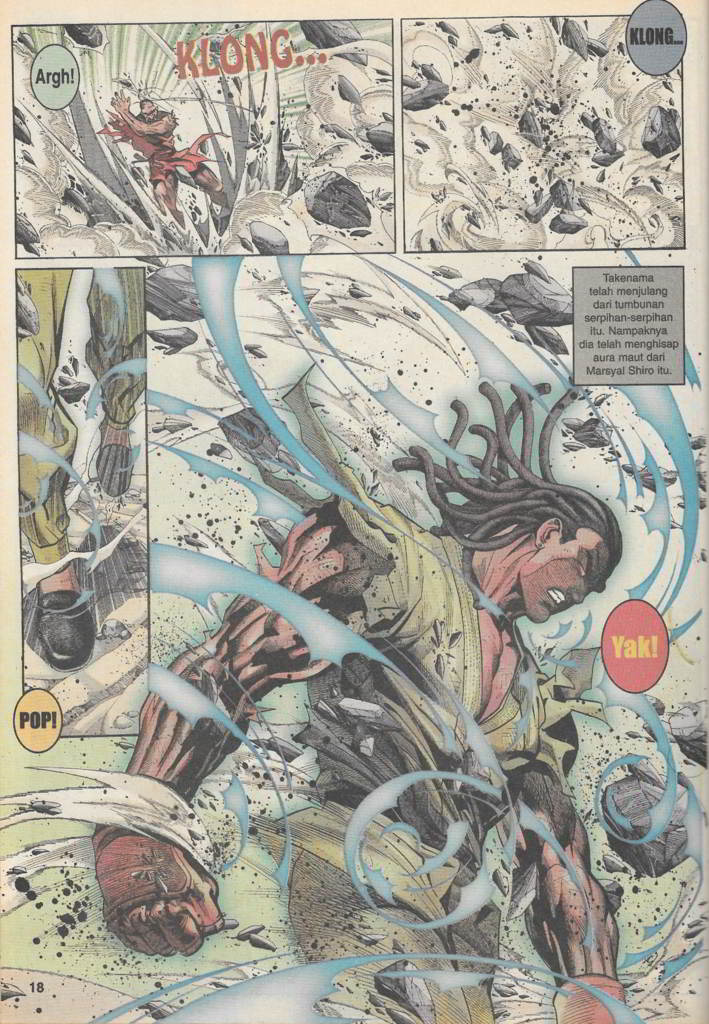 Argh!
KLONG...
KLONG...
Takenama
telah menjulang
dari tumbunan
serpihan-serpihan
itu. Nampaknya
dia telah menghisap
aura maut dari
Marsyal Shiro itu.
Yak!
POP!
18